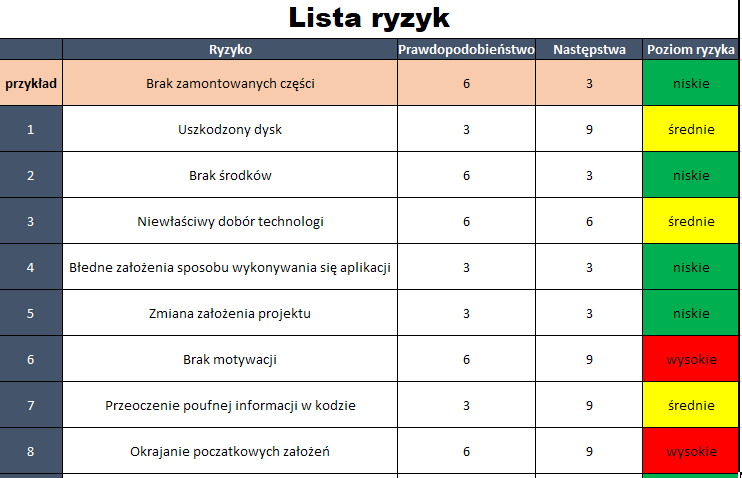 Lista ryzyk
Ryzyko Prawdopodobieństwo Następstwa Poziom ryzyka
przykład Brak zamontowanych części 6 3 niskie
1 Uszkodzony dysk 3 9 średnie
2 Brak środków 6 3 niskie
3 Niewłaściwy dobór technologi 6 6 średnie
4 Błedne założenia sposobu wykonywania się aplikacji 3 3 niskie
5 Zmiana założenia projektu 3 3 niskie
6 Brak motywacji 6 9 wysokie
7 Przeoczenie poufnej informacji w kodzie 3 9 średnie
8 Okrajanie poczatkowych założeń 6 9 wysokie